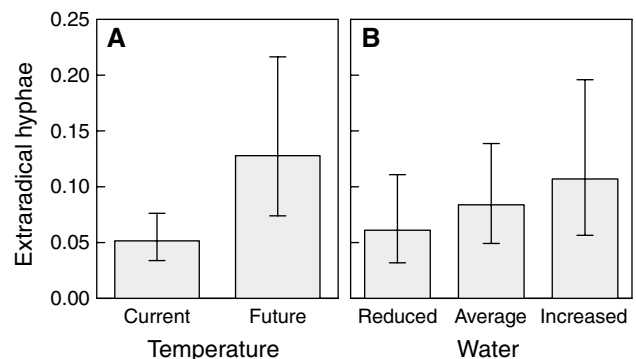 A
B
Extraradical hyphae
0.25
0.20
0.15
0.10
0.05
0.00
Current
Future
Reduced
Average
Increased
Temperature
Water